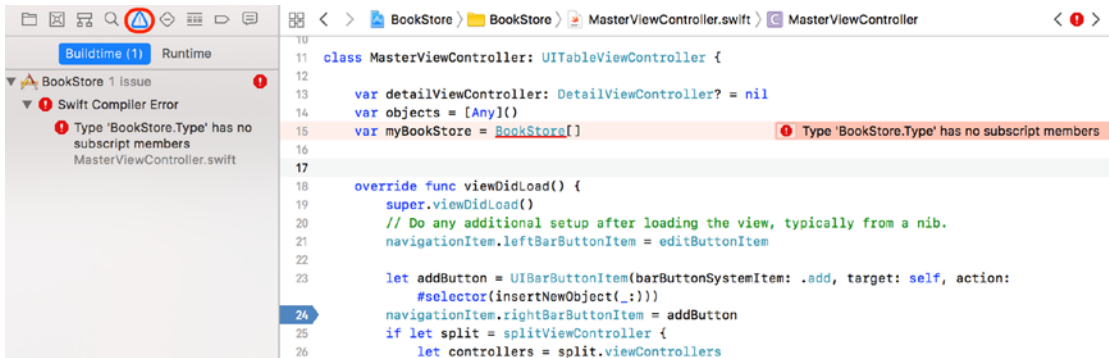 BookStore 〉 BookStore 〉 MasterViewController.swift 〉 C MasterViewController
Buildtime (1) Runtime
BookStore 1 issue
Swift Compiler Error
Type 'BookStore.Type' has no
subscript members
MasterViewController.swift
10
11 class MasterViewController: UITableViewController {
12
13 var detailViewController: DetailViewController? = nil
14 var objects = [Any]()
15 var myBookStore = BookStore[] Type 'BookStore.Type' has no subscript members
16
17
18 override func viewDidLoad() {
19 super.viewDidLoad()
20 // Do any additional setup after loading the view, typically from a nib.
21 navigationItem.leftBarButtonItem = editButtonItem
22
23 let addButton = UIBarButtonItem(barButtonSystemItem: .add, target: self, action:
#selector(insertNewObject(_:)))
24 navigationItem.rightBarButtonItem = addButton
25 if let split = splitViewController {
26 let controllers = split.viewControllers